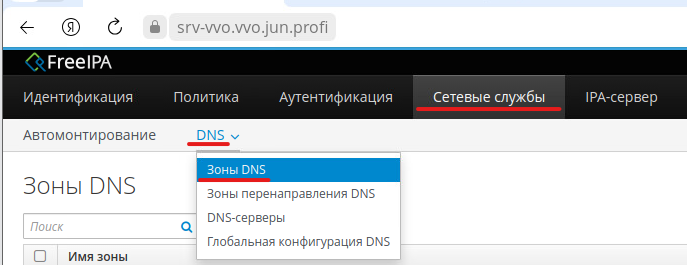 srv-vvo.vvo.jun.profi
FreeIPA
Идентификация Политика Аутентификация Сетевые службы IPA-сервер
Автомонтирование DNS
Зоны DNS
Зоны DNS
Зоны перенаправления DNS
Поиск
DNS-серверы
Глобальная конфигурация DNS
Имя зоны